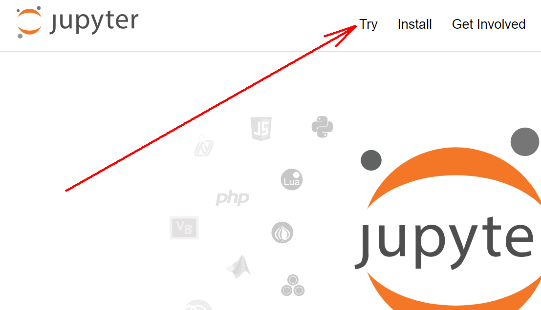 jupyter Try Install Get Involved
JS
Lua
php
VB
jupyte